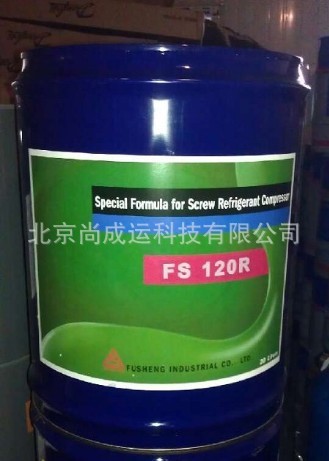 Special Formula for Screw Refrigerant Compressor
北京尚成运科技有限公司
FS 120R
FUSHENG INDUSTRIAL CO., LTD.